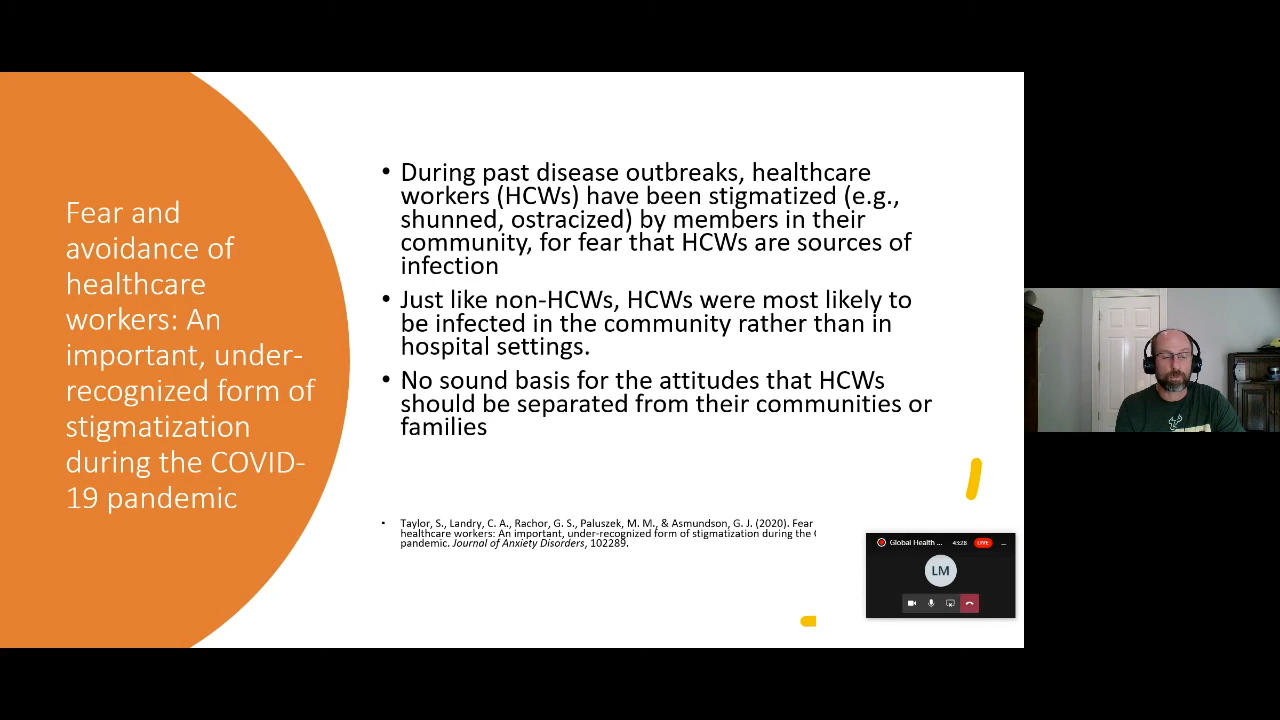 Fear and
avoidance of
healthcare
workers: An
important, under-
recognized form of
stigmatization
during the COVID-
19 pandemic
• During past disease outbreaks, healthcare
workers (HCWs) have been stigmatized (e.g.,
shunned, ostracized) by members in their
community, for fear that HCWs are sources of
infection
• Just like non-HCWs, HCWs were most likely to
be infected in the community rather than in
hospital settings.
• No sound basis for the attitudes that HCWs
should be separated from their communities or
families
• Taylor, S., Landry, C. A., Rachor, G. S., Paluszek, M. M., & Asmundson, G. J. (2020). Fear
healthcare workers: An important, under-recognized form of stigmatization during the
pandemic. Journal of Anxiety Disorders, 102289.
Global Health ... 43:28 LIVE ...
LM